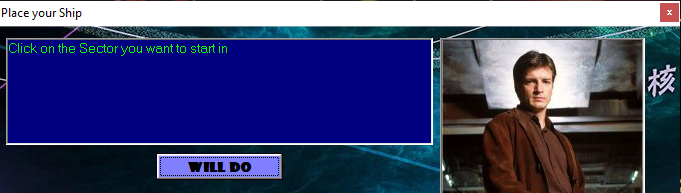 Place your Ship
x
Click on the Sector you want to start in
核
WILL DO